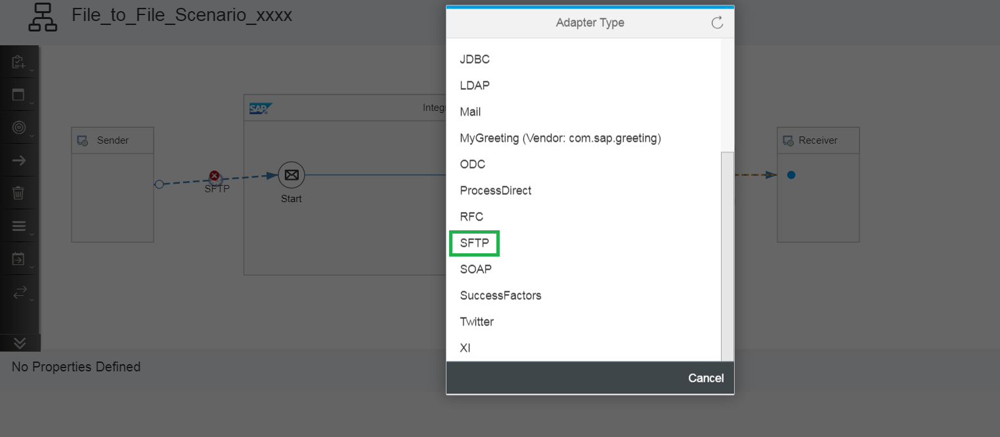 File_to_File_Scenario_xxxx
Adapter Type
JDBC
LDAP
Mail
MyGreeting (Vendor: com.sap.greeting)
ODC
ProcessDirect
RFC
SFTP
SOAP
SuccessFactors
Twitter
XI
Cancel
SAP
Integ
Sender
SFTP
Start
Receiver
No Properties Defined